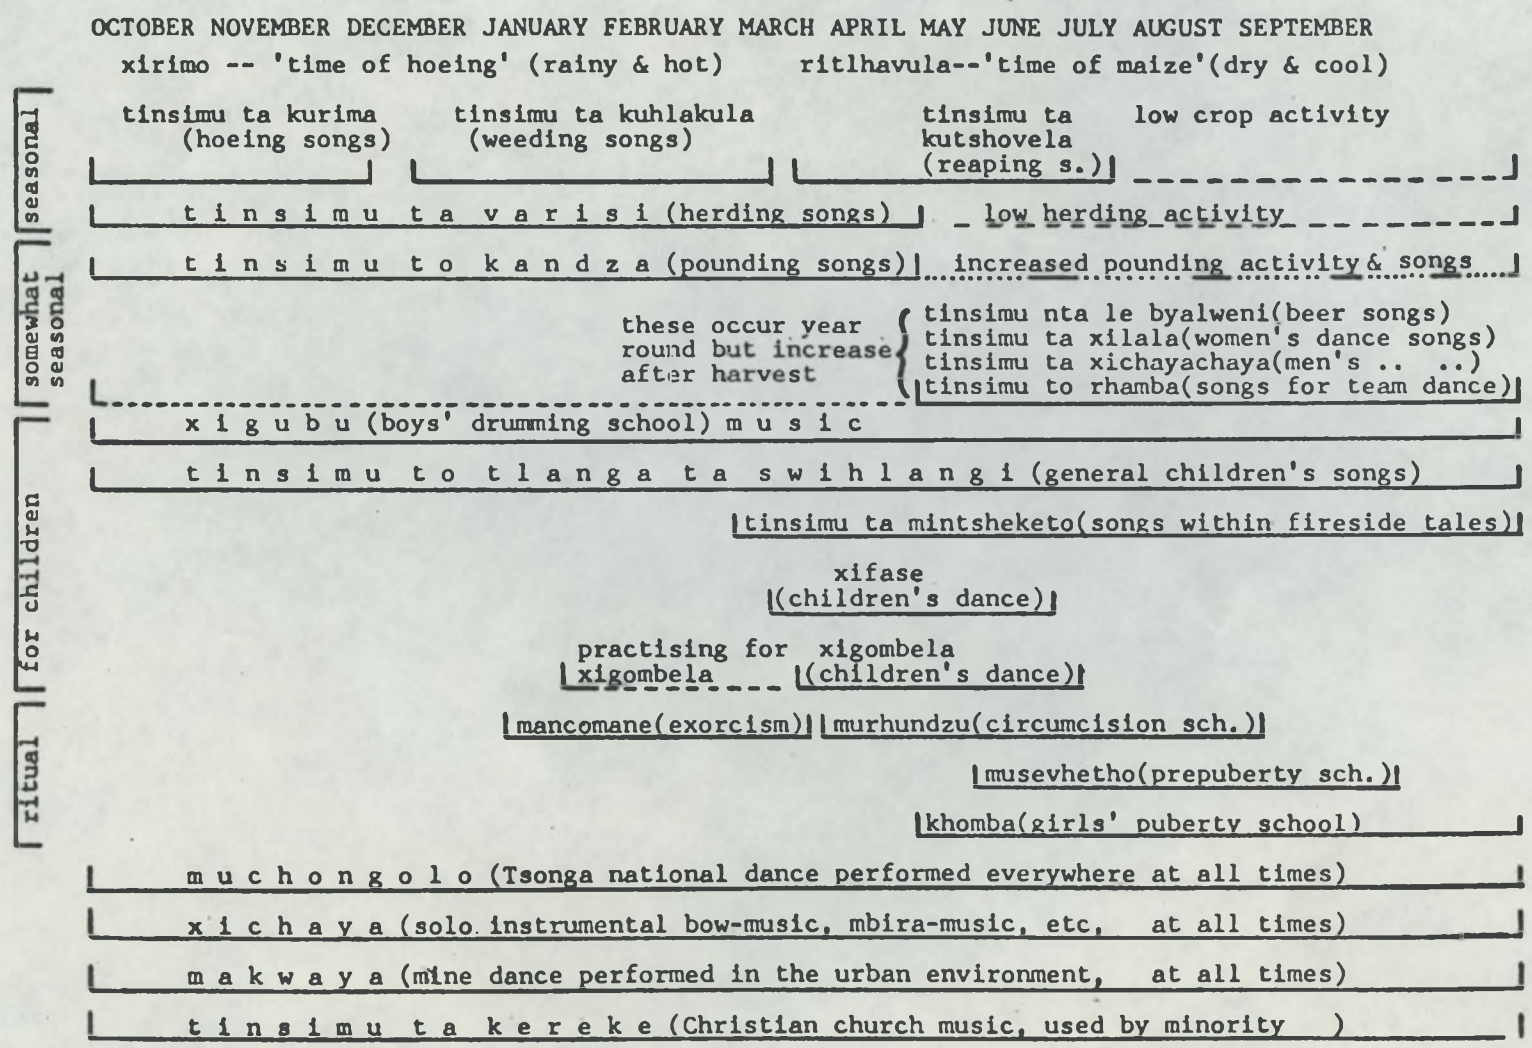 OCTOBER NOVEMBER DECEMBER JANUARY FEBRUARY MARCH APRIL MAY JUNE JULY AUGUST SEPTEMBER
xirimo -- 'time of hoeing' (rainy & hot) ritlhavula--'time of maize'(dry & cool)
seasonal
tinsimu ta kurima tinsimu ta kuhlakula tinsimu ta low crop activity
(hoeing songs) (weeding songs) kutshovela
(reaping s.)
t i n s i m u t a v a r i s i (herding songs) low herding activity
somewhat
seasonal
t i n s i m u t o k a n d z a (pounding songs) increased pounding activity & songs
these occur year
round but increase
after harvest
tinsimu nta le byalweni(beer songs)
tinsimu ta xilala(women's dance songs)
tinsimu ta xichayachaya(men's .. ..)
tinsimu to rhamba(songs for team dance)
for children
x i g u b u (boys' drumming school) m u s i c
t i n s i m u t o t l a n g a t a s w i h l a n g i (general children's songs)
tinsimu ta mintsheketo(songs within fireside tales)
xifase
(children's dance)
practising for xigombela
xigombela (children's dance)
ritual
mancomane(exorcism) murhundzu(circumcision sch.)
musevhetho(prepuberty sch.)
khomba(girls' puberty school)
m u c h o n g o l o (Tsonga national dance performed everywhere at all times)
x i c h a y a (solo instrumental bow-music, mbira-music, etc, at all times)
m a k w a y a (mine dance performed in the urban environment, at all times)
t i n s i m u t a k e r e k e (Christian church music, used by minority )